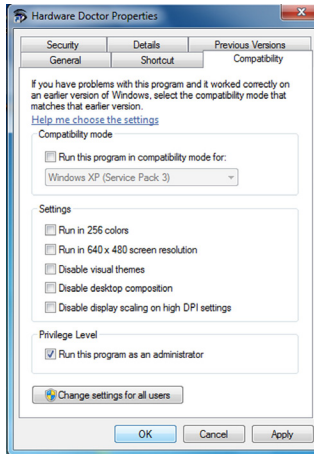 Hardware Doctor Properties
Security
Details
Previous Versions
General
Shortcut
Compatibility
If you have problems with this program and it worked correctly on
an earlier version of Windows, select the compatibility mode that
matches that earlier version.
Help me choose the settings
Compatibility mode
Run this program in compatibility mode for:
Windows XP (Service Pack 3)
Settings
Run in 256 colors
Run in 640 x 480 screen resolution
Disable visual themes
Disable desktop composition
Disable display scaling on high DPI settings
Privilege Level
Run this program as an administrator
Change settings for all users
OK
Cancel
Apply